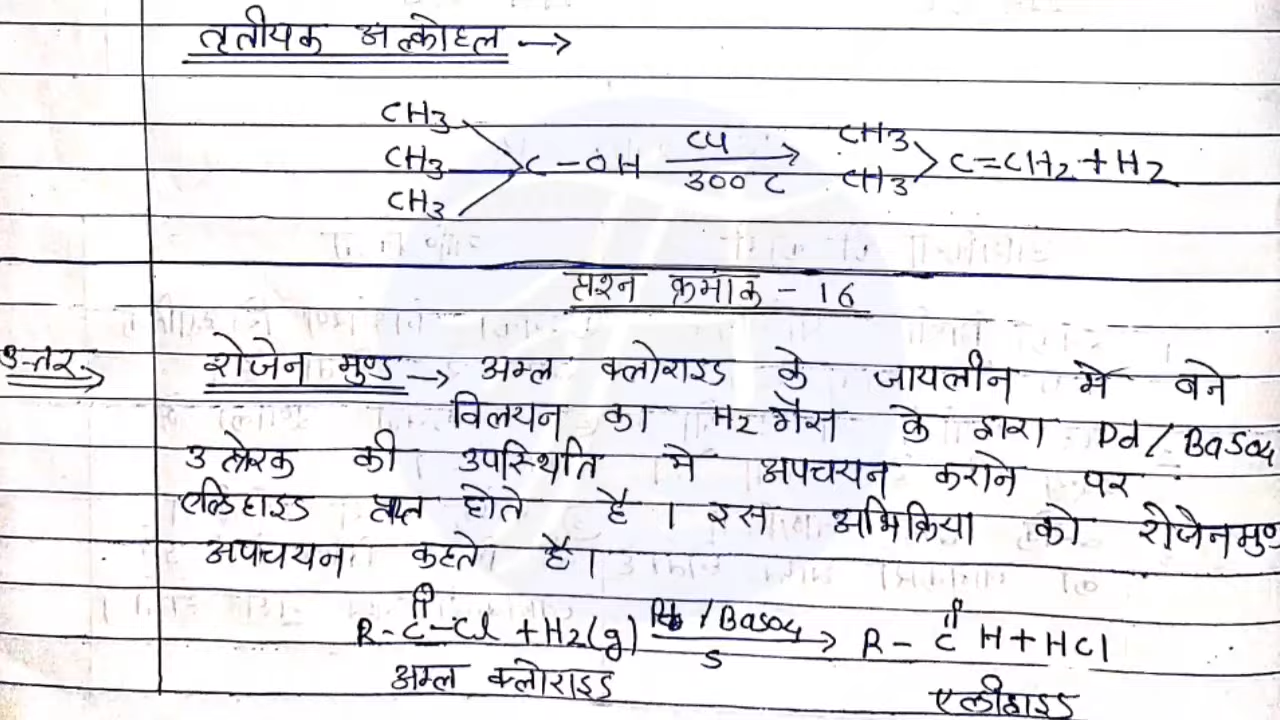 तृतीयक अल्कोहल →
CH3
CH3 C-OH Cu 300°C → CH3 CH3 C=CH2 + H2
CH3
प्रश्न क्रमांक - 16
उत्तर→ रोजेन मुण्ड → अम्ल क्लोराइड के जायलीन में बने
विलयन का H2 गैस के द्वारा Pd/BaSO4
उत्प्रेरक की उपस्थिति मे अपचयन कराने पर
एल्डिहाइड प्राप्त होते है । इस अभिक्रिया को रोजेनमुण्ड
अपचयन कहते है।
O O
R-C-Cl + H2(g) Pd/BaSO4 S → R-C H + HCl
अम्ल क्लोराइड एल्डीहाइड